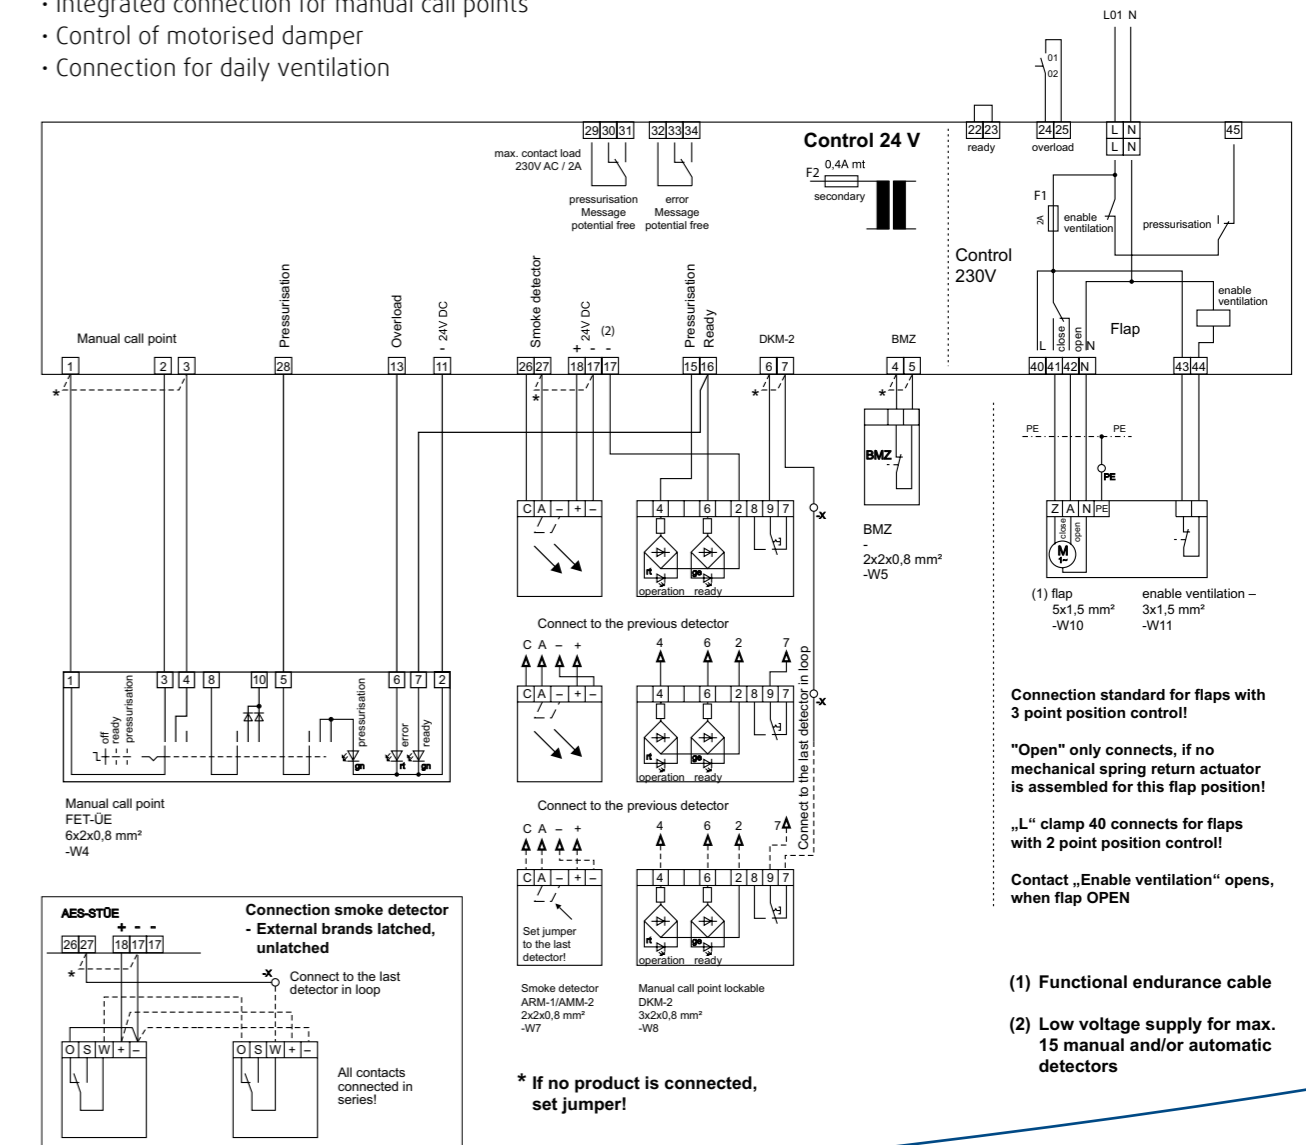 · Integrated connection for manual call points
· Control of motorised damper
· Connection for daily ventilation
L01 N
01
02
29 30 31
32 33 34
22 23
24 25
L N
L N
45
max. contact load
230V AC / 2A
Control 24 V
ready
overload
F2
0,4A mt
secondary
pressurisation
Message
potential free
error
Message
potential free
F1
2A
enable
ventilation
pressurisation
Control
230V
enable
ventilation
Manual call point
Pressurisation
Overload
- 24V DC
Smoke detector
24V DC
+ - -
(2)
Pressurisation
Ready
DKM-2
BMZ
L
close
open
N
Flap
1 2 3 28 13 11 26 27 18 17 17 15 16 6 7 4 5 40 41 42 N 43 44
* * * *
PE PE
PE
BMZ
C A – + –
4 6 2 8 9 7
-x
Z A N PE
close
open
M
1~
rt
ge
operation ready
BMZ
-
2x2x0,8 mm²
-W5
(1) flap
5x1,5 mm²
-W10
enable ventilation –
3x1,5 mm²
-W11
Connect to the previous detector
C A – +
4 6 2 7
1 3 4 8 10 5 6 7 2
C A – + –
4 6 2 8 9 7
-x
off
ready
pressurisation
pressurisation
error
ready
gn
rt
gn
rt
ge
operation ready
Connect to the last detector in loop
Connection standard for flaps with
3 point position control!
"Open" only connects, if no
mechanical spring return actuator
is assembled for this flap position!
„L“ clamp 40 connects for flaps
with 2 point position control!
Contact „Enable ventilation“ opens,
when flap OPEN
Manual call point
FET-ÜE
6x2x0,8 mm²
-W4
Connect to the previous detector
C A – +
4 6 2 7
C A – + –
4 6 2 8 9 7
Set jumper
to the last
detector!
rt
ge
operation ready
Smoke detector
ARM-1/AMM-2
2x2x0,8 mm²
-W7
Manual call point lockable
DKM-2
3x2x0,8 mm²
-W8
AES-STÜE
+ - -
26 27 18 17 17
*
Connection smoke detector
- External brands latched,
unlatched
-x
Connect to the last
detector in loop
O S W + –
O S W + –
All contacts
connected in
series!
* If no product is connected,
set jumper!
(1) Functional endurance cable
(2) Low voltage supply for max.
15 manual and/or automatic
detectors